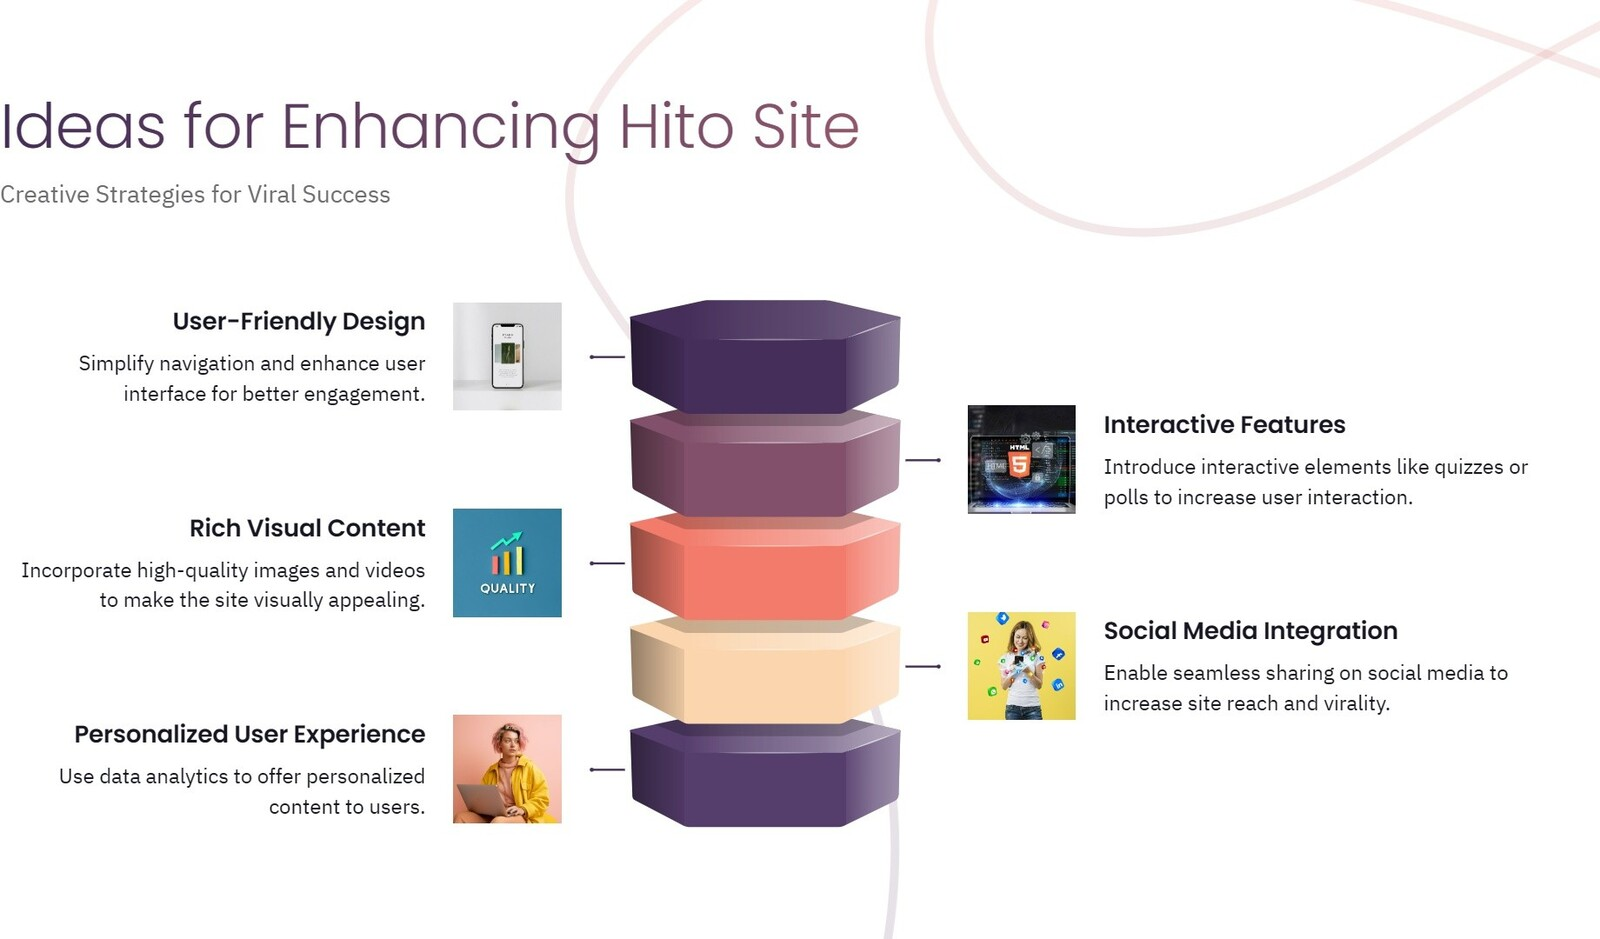 Ideas for Enhancing Hito Site
Creative Strategies for Viral Success
User-Friendly Design
Simplify navigation and enhance user
interface for better engagement.
Interactive Features
Introduce interactive elements like quizzes or
polls to increase user interaction.
HTML
5
Rich Visual Content
Incorporate high-quality images and videos
to make the site visually appealing.
QUALITY
Social Media Integration
Enable seamless sharing on social media to
increase site reach and virality.
Personalized User Experience
Use data analytics to offer personalized
content to users.